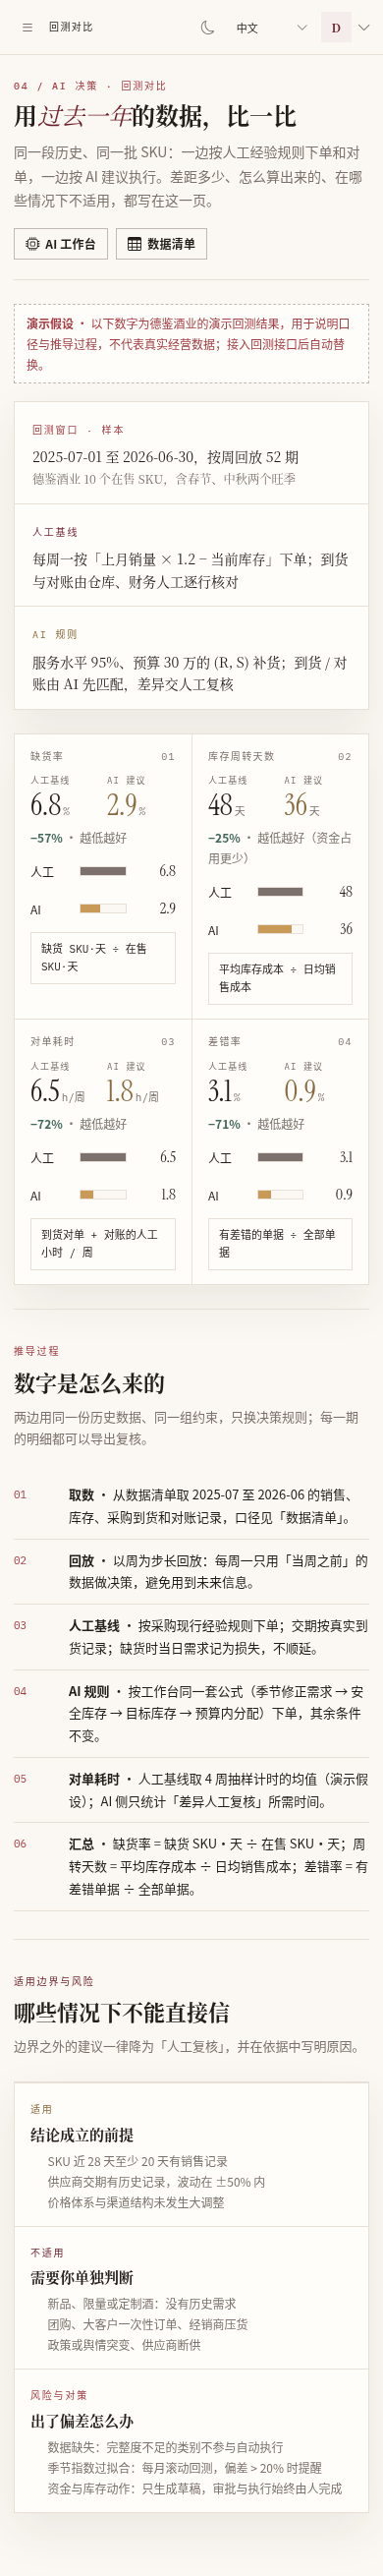 回测对比
中文
D
04 / AI 决策 · 回测对比
用过去一年的数据，比一比
同一段历史、同一批 SKU：一边按人工经验规则下单和对
单，一边按 AI 建议执行。差距多少、怎么算出来的、在哪
些情况下不适用，都写在这一页。
AI 工作台
数据清单
演示假设 · 以下数字为德鉴酒业的演示回测结果，用于说明口
径与推导过程，不代表真实经营数据；接入回测接口后自动替
换。
回测窗口 · 样本
2025-07-01 至 2026-06-30，按周回放 52 期
德鉴酒业 10 个在售 SKU，含春节、中秋两个旺季
人工基线
每周一按「上月销量 × 1.2 − 当前库存」下单；到货
与对账由仓库、财务人工逐行核对
AI 规则
服务水平 95%、预算 30 万的 (R, S) 补货；到货 / 对
账由 AI 先匹配，差异交人工复核
缺货率 01
人工基线 AI 建议
6.8% 2.9%
−57% · 越低越好
人工 6.8
AI 2.9
缺货 SKU·天 ÷ 在售
SKU·天
库存周转天数 02
人工基线 AI 建议
48天 36天
−25% · 越低越好（资金占
用更少）
人工 48
AI 36
平均库存成本 ÷ 日均销
售成本
对单耗时 03
人工基线 AI 建议
6.5h/周 1.8h/周
−72% · 越低越好
人工 6.5
AI 1.8
到货对单 + 对账的人工
小时 / 周
差错率 04
人工基线 AI 建议
3.1% 0.9%
−71% · 越低越好
人工 3.1
AI 0.9
有差错的单据 ÷ 全部单
据
推导过程
数字是怎么来的
两边用同一份历史数据、同一组约束，只换决策规则；每一期
的明细都可以导出复核。
01 取数 · 从数据清单取 2025-07 至 2026-06 的销售、
库存、采购到货和对账记录，口径见「数据清单」。
02 回放 · 以周为步长回放：每周一只用「当周之前」的
数据做决策，避免用到未来信息。
03 人工基线 · 按采购现行经验规则下单；交期按真实到
货记录；缺货时当日需求记为损失，不顺延。
04 AI 规则 · 按工作台同一套公式（季节修正需求 → 安
全库存 → 目标库存 → 预算内分配）下单，其余条件
不变。
05 对单耗时 · 人工基线取 4 周抽样计时的均值（演示假
设）；AI 侧只统计「差异人工复核」所需时间。
06 汇总 · 缺货率 = 缺货 SKU·天 ÷ 在售 SKU·天；周
转天数 = 平均库存成本 ÷ 日均销售成本；差错率 = 有
差错单据 ÷ 全部单据。
适用边界与风险
哪些情况下不能直接信
边界之外的建议一律降为「人工复核」，并在依据中写明原因。
适用
结论成立的前提
SKU 近 28 天至少 20 天有销售记录
供应商交期有历史记录，波动在 ±50% 内
价格体系与渠道结构未发生大调整
不适用
需要你单独判断
新品、限量或定制酒：没有历史需求
团购、大客户一次性订单、经销商压货
政策或舆情突变、供应商断供
风险与对策
出了偏差怎么办
数据缺失：完整度不足的类别不参与自动执行
季节指数过拟合：每月滚动回测，偏差 > 20% 时提醒
资金与库存动作：只生成草稿，审批与执行始终由人完成